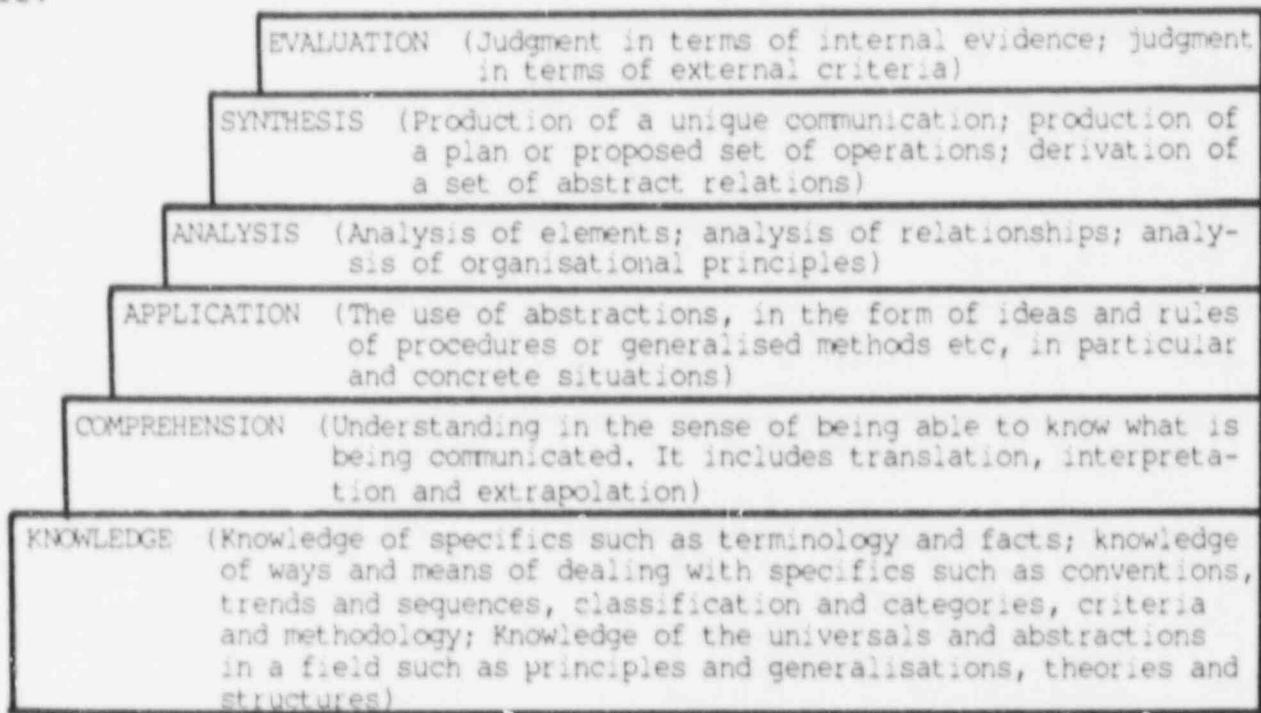 EVALUATION (Judgment in terms of internal evidence; judgment
in terms of external criteria)
SYNTHESIS (Production of a unique communication; production of
a plan or proposed set of operations; derivation of
a set of abstract relations)
ANALYSIS (Analysis of elements; analysis of relationships; analy-
sis of organisational principles)
APPLICATION (The use of abstractions, in the form of ideas and rules
of procedures or generalised methods etc, in particular
and concrete situations)
COMPREHENSION (Understanding in the sense of being able to know what is
being communicated. It includes translation, interpreta-
tion and extrapolation)
KNOWLEDGE (Knowledge of specifics such as terminology and facts; knowledge
of ways and means of dealing with specifics such as conventions,
trends and sequences, classification and categories, criteria
and methodology; Knowledge of the universals and abstractions
in a field such as principles and generalisations, theories and
structures)